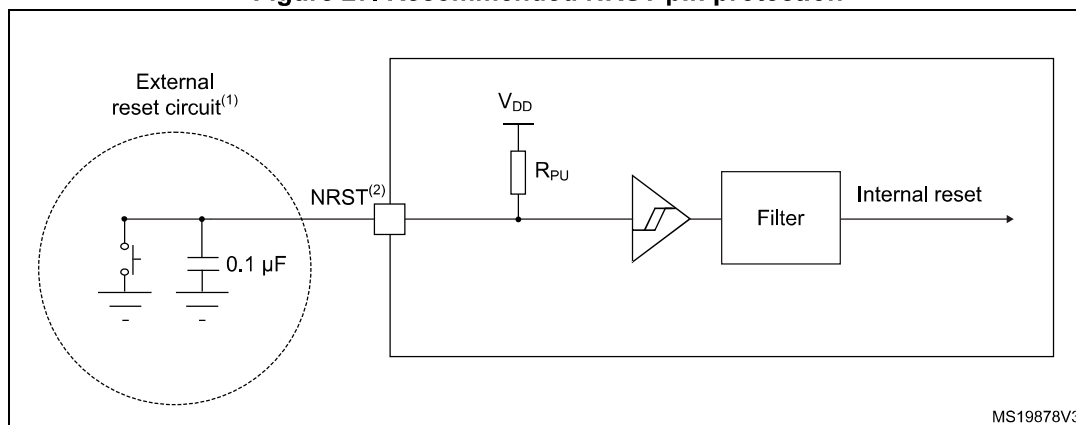 External
reset circuit(1)
VDD
RPU
NRST(2)
Filter
Internal reset
0.1 µF
MS19878V3